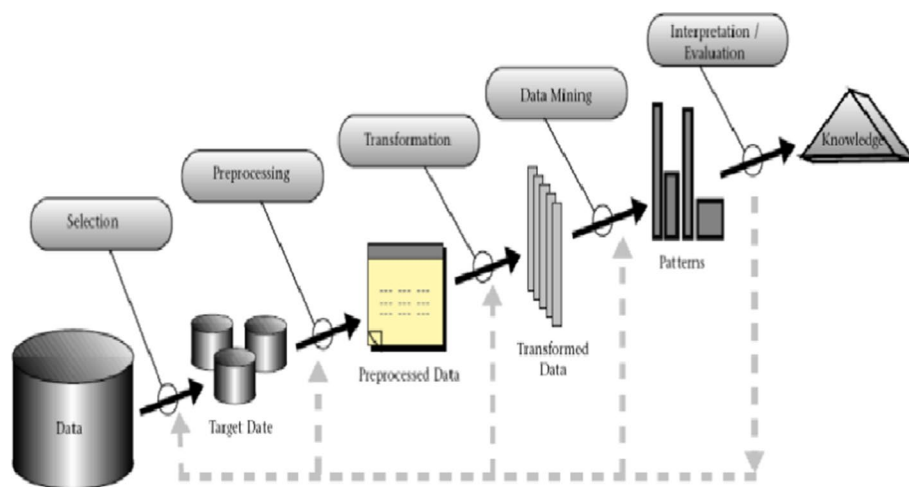 Interpretation /
Evaluation
Data Mining
Transformation
Preprocessing
Selection
Knowledge
Patterns
Transformed
Data
Preprocessed Data
Target Date
Data